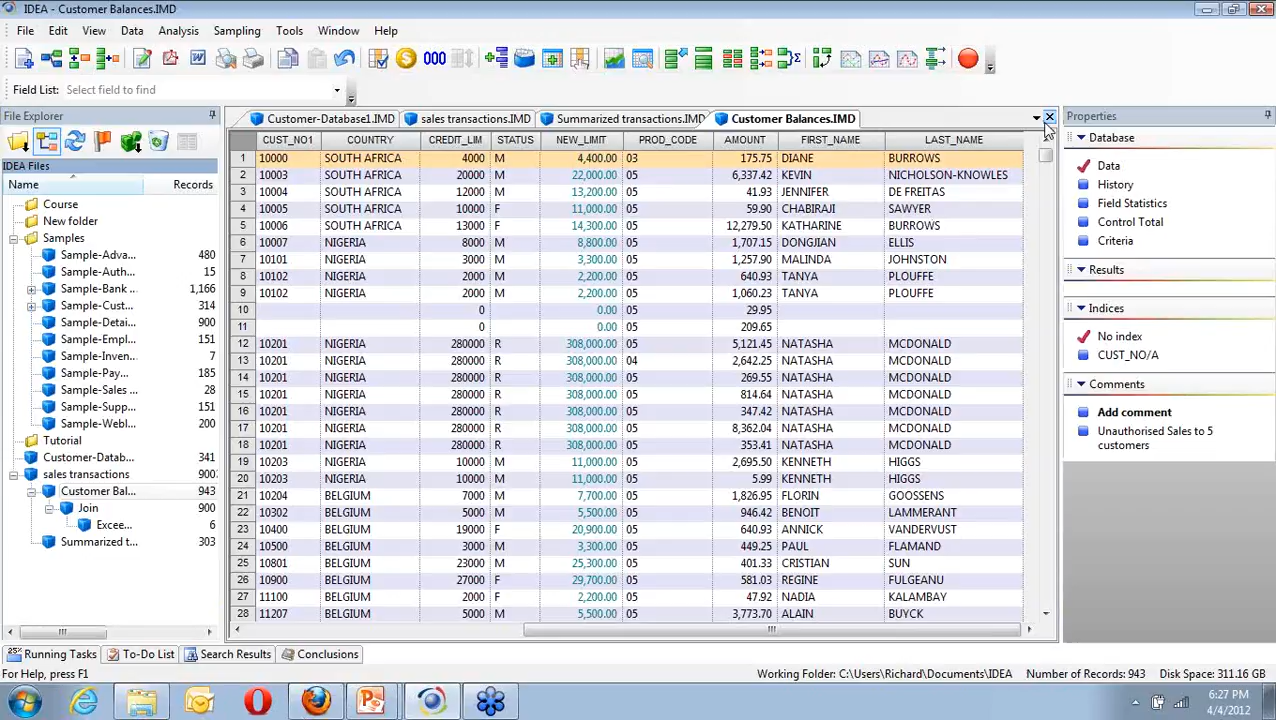 IDEA - Customer Balances.IMD
File Edit View Data Analysis Sampling Tools Window Help
Field List: Select field to find
File Explorer
IDEA Files
Name Records
Course
New folder
Samples
Sample-Adva... 480
Sample-Auth... 15
Sample-Bank ... 1,166
Sample-Cust... 314
Sample-Detai... 900
Sample-Empl... 151
Sample-Inven... 7
Sample-Pay... 185
Sample-Sales ... 28
Sample-Supp... 151
Sample-Webl... 200
Tutorial
Customer-Datab... 341
sales transactions... 900
Customer Bal... 943
Join 900
Excee... 6
Summarized t... 303
Customer-Database1.IMD sales transactions.IMD Summarized transactions.IMD Customer Balances.IMD
CUST_NO1 COUNTRY CREDIT_LIM STATUS NEW_LIMIT PROD_CODE AMOUNT FIRST_NAME LAST_NAME
1 10000 SOUTH AFRICA 4000 M 4,400.00 03 175.75 DIANE BURROWS
2 10003 SOUTH AFRICA 20000 M 22,000.00 05 6,337.42 KEVIN NICHOLSON-KNOWLES
3 10004 SOUTH AFRICA 12000 M 13,200.00 05 41.93 JENNIFER DE FREITAS
4 10005 SOUTH AFRICA 10000 F 11,000.00 05 59.90 CHABIRAJI SAWYER
5 10006 SOUTH AFRICA 13000 F 14,300.00 05 12,279.50 KATHARINE BURROWS
6 10007 NIGERIA 8000 M 8,800.00 05 1,707.15 DONGJIAN ELLIS
7 10101 NIGERIA 3000 M 3,300.00 05 1,257.90 MALINDA JOHNSTON
8 10102 NIGERIA 2000 M 2,200.00 05 640.93 TANYA PLOUFFE
9 10102 NIGERIA 2000 M 2,200.00 05 1,060.23 TANYA PLOUFFE
10 0 0.00 05 29.95
11 0 0.00 05 209.65
12 10201 NIGERIA 280000 R 308,000.00 05 5,121.45 NATASHA MCDONALD
13 10201 NIGERIA 280000 R 308,000.00 04 2,642.25 NATASHA MCDONALD
14 10201 NIGERIA 280000 R 308,000.00 05 269.55 NATASHA MCDONALD
15 10201 NIGERIA 280000 R 308,000.00 05 814.64 NATASHA MCDONALD
16 10201 NIGERIA 280000 R 308,000.00 05 347.42 NATASHA MCDONALD
17 10201 NIGERIA 280000 R 308,000.00 05 8,362.04 NATASHA MCDONALD
18 10201 NIGERIA 280000 R 308,000.00 05 353.41 NATASHA MCDONALD
19 10203 NIGERIA 10000 M 11,000.00 05 2,695.50 KENNETH HIGGS
20 10203 NIGERIA 10000 M 11,000.00 05 5.99 KENNETH HIGGS
21 10204 BELGIUM 7000 M 7,700.00 05 1,826.95 FLORIN GOOSSENS
22 10302 BELGIUM 5000 M 5,500.00 05 946.42 BENOIT LAMMERANT
23 10400 BELGIUM 19000 F 20,900.00 05 640.93 ANNICK VANDERVUST
24 10500 BELGIUM 3000 M 3,300.00 05 449.25 PAUL FLAMAND
25 10801 BELGIUM 23000 M 25,300.00 05 401.33 CRISTIAN SUN
26 10900 BELGIUM 27000 F 29,700.00 05 581.03 REGINE FULGEANU
27 11100 BELGIUM 2000 F 2,200.00 05 47.92 NADIA KALAMBAY
28 11207 BELGIUM 5000 M 5,500.00 05 3,773.70 ALAIN BUYCK
Properties
Database
Data
History
Field Statistics
Control Total
Criteria
Results
Indices
No index
CUST_NO/A
Comments
Add comment
Unauthorised Sales to 5
customers
Running Tasks To-Do List Search Results Conclusions
For Help, press F1 Working Folder: C:\Users\Richard\Documents\IDEA Number of Records: 943 Disk Space: 311.16 GB
6:27 PM
4/4/2012